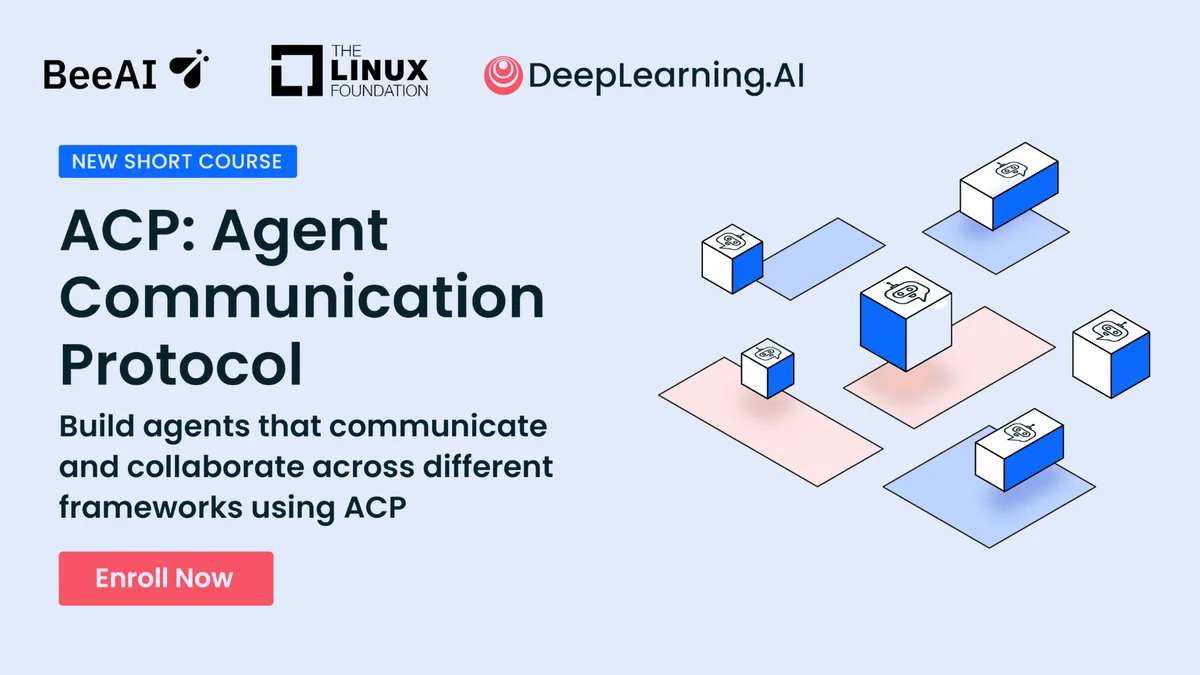 BeeAI
THE
LINUX
FOUNDATION
DeepLearning.AI
NEW SHORT COURSE
ACP: Agent
Communication
Protocol
Build agents that communicate
and collaborate across different
frameworks using ACP
Enroll Now